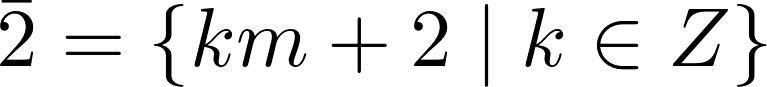 2̄ = {km + 2 | k ∈ Z}